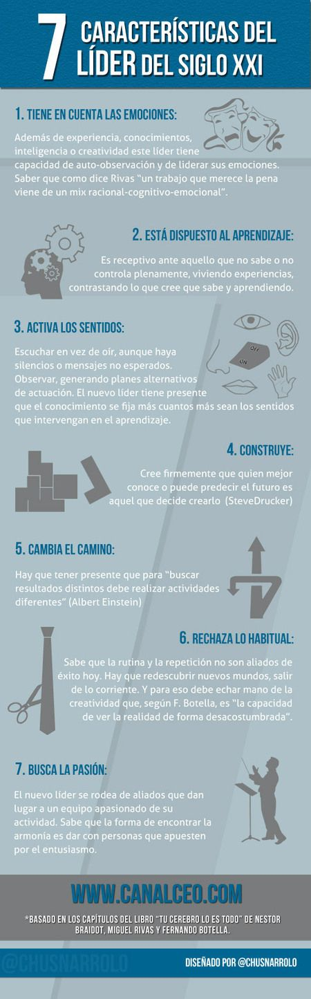 7 CARACTERÍSTICAS DEL
LÍDER DEL SIGLO XXI
1. TIENE EN CUENTA LAS EMOCIONES:
Además de experiencia, conocimientos,
inteligencia o creatividad este líder tiene
capacidad de auto-observación y de liderar sus emociones.
Saber que como dice Rivas “un trabajo que merece la pena
viene de un mix racional-cognitivo-emocional”.
2. ESTÁ DISPUESTO AL APRENDIZAJE:
Es receptivo ante aquello que no sabe o no
controla plenamente, viviendo experiencias,
contrastando lo que cree que sabe y aprendiendo.
3. ACTIVA LOS SENTIDOS:
Escuchar en vez de oír, aunque haya
silencios o mensajes no esperados.
Observar, generando planes alternativos
de actuación. El nuevo líder tiene presente
que el conocimiento se fija más cuantos más sean los sentidos
que intervengan en el aprendizaje.
OFF
ON
4. CONSTRUYE:
Cree firmemente que quien mejor
conoce o puede predecir el futuro es
aquel que decide crearlo (SteveDrucker)
5. CAMBIA EL CAMINO:
Hay que tener presente que para “buscar
resultados distintos debe realizar actividades
diferentes” (Albert Einstein)
6. RECHAZA LO HABITUAL:
Sabe que la rutina y la repetición no son aliados de
éxito hoy. Hay que redescubrir nuevos mundos, salir
de lo corriente. Y para eso debe echar mano de la
creatividad que, según F. Botella, es “la capacidad
de ver la realidad de forma desacostumbrada”.
7. BUSCA LA PASIÓN:
El nuevo líder se rodea de aliados que dan
lugar a un equipo apasionado de su
actividad. Sabe que la forma de encontrar la
armonía es dar con personas que apuesten
por el entusiasmo.
WWW.CANALCEO.COM
*BASADO EN LOS CAPÍTULOS DEL LIBRO “TU CEREBRO LO ES TODO” DE NESTOR
BRAIDOT, MIGUEL RIVAS Y FERNANDO BOTELLA.
@CHUSNARROLO
DISEÑADO POR @CHUSNARROLO